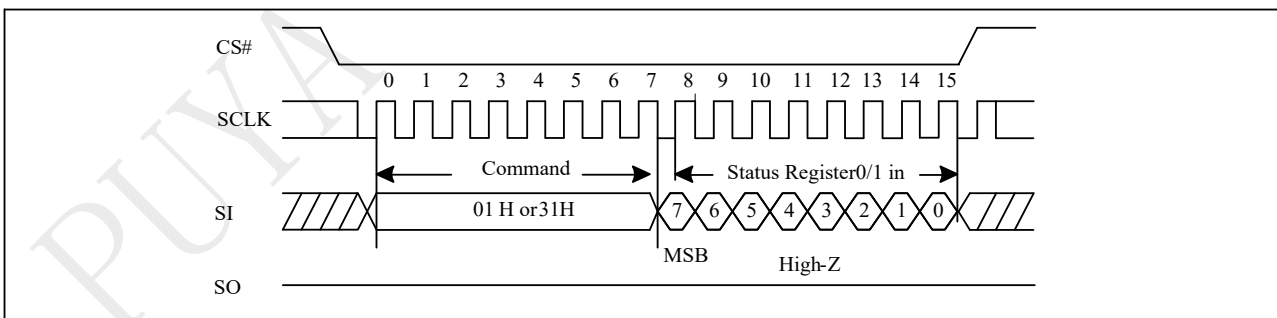 PUYA
CS#
0 1 2 3 4 5 6 7 8 9 10 11 12 13 14 15
SCLK
Command Status Register0/1 in
SI 01 H or31H 7 6 5 4 3 2 1 0
MSB High-Z
SO